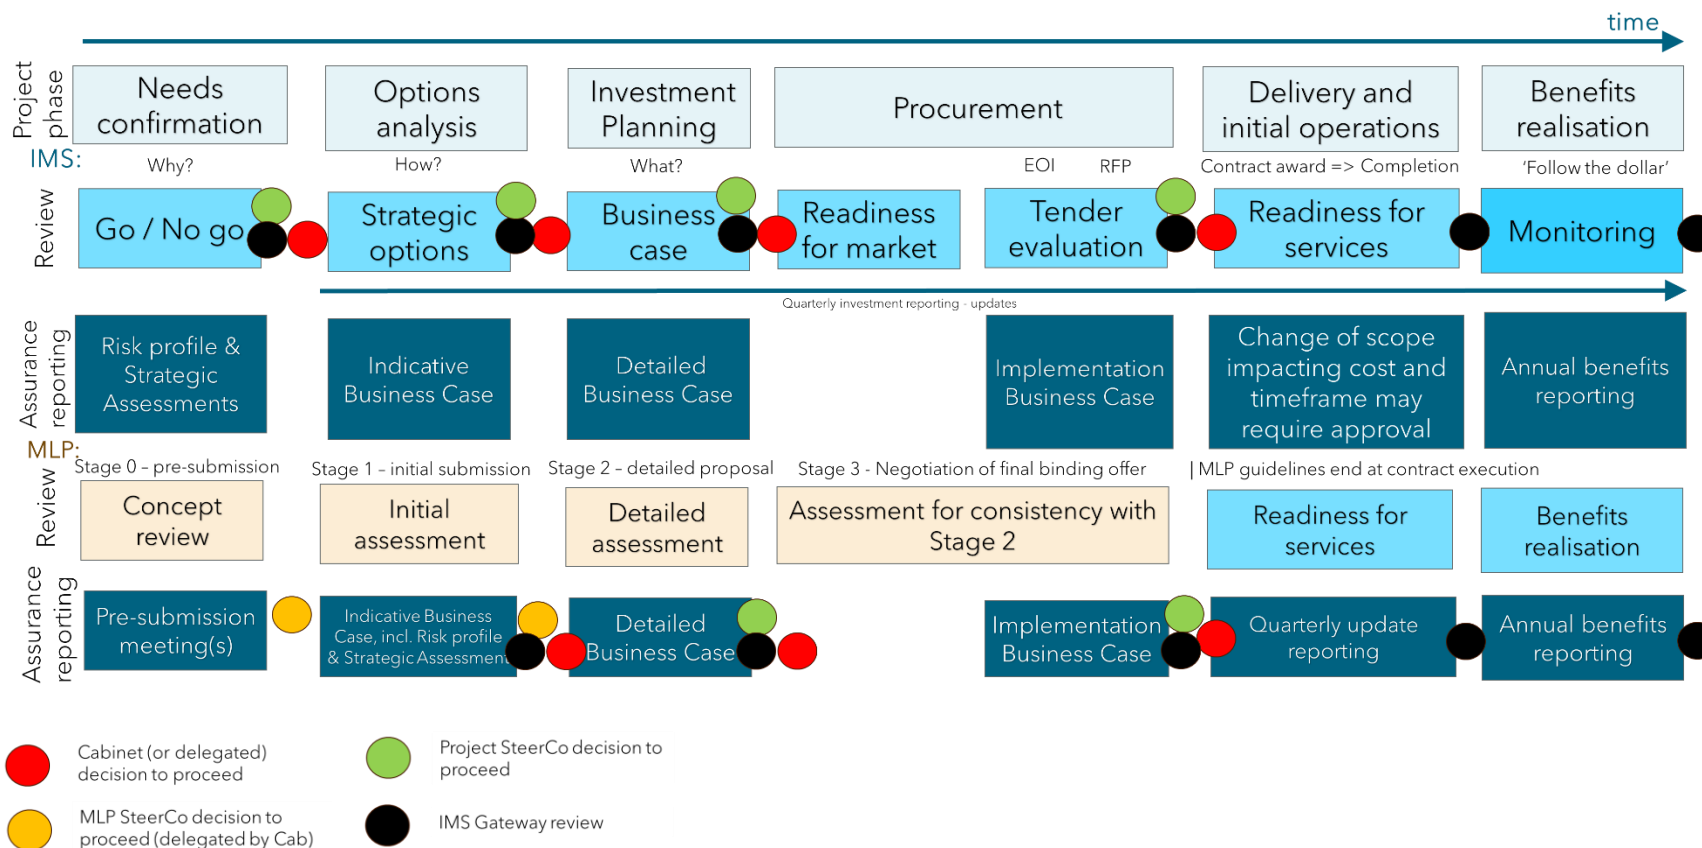 time
Project
phase
Needs
confirmation
Options
analysis
Investment
Planning
Procurement
Delivery and
initial operations
Benefits
realisation
IMS:
Why?
How?
What?
EOI
RFP
Contract award => Completion
‘Follow the dollar’
Review
Go / No go
Strategic
options
Business
case
Readiness
for market
Tender
evaluation
Readiness for
services
Monitoring
Quarterly investment reporting - updates
Assurance
reporting
Risk profile &
Strategic
Assessments
Indicative
Business Case
Detailed
Business Case
Implementation
Business Case
Change of scope
impacting cost and
timeframe may
require approval
Annual benefits
reporting
MLP:
Stage 0 – pre-submission
Stage 1 – initial submission
Stage 2 – detailed proposal
Stage 3 - Negotiation of final binding offer
| MLP guidelines end at contract execution
Review
Concept
review
Initial
assessment
Detailed
assessment
Assessment for consistency with
Stage 2
Readiness for
services
Benefits
realisation
Assurance
reporting
Pre-submission
meeting(s)
Indicative Business
Case, incl. Risk profile
& Strategic Assessment
Detailed
Business Case
Implementation
Business Case
Quarterly update
reporting
Annual benefits
reporting
Cabinet (or delegated)
decision to proceed
Project SteerCo decision to
proceed
MLP SteerCo decision to
proceed (delegated by Cab)
IMS Gateway review